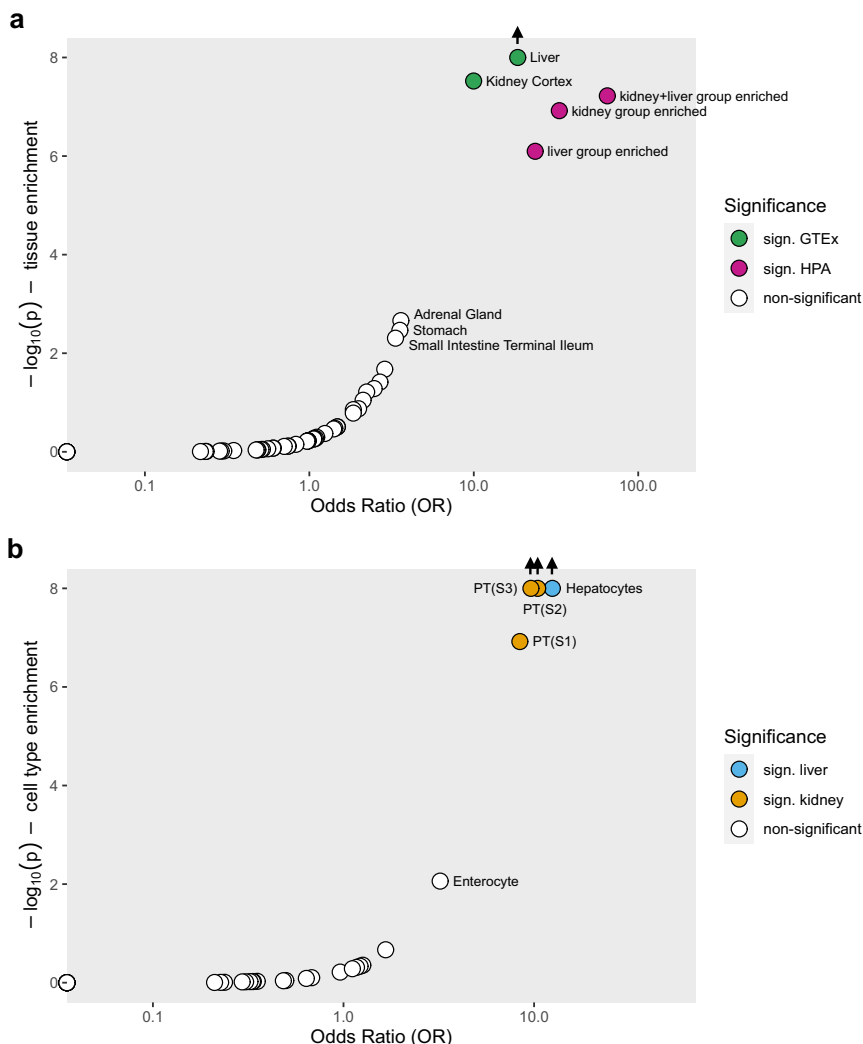 a
8
6
4
2
0
− log₁₀(p) − tissue enrichment
Liver
Kidney Cortex
kidney+liver group enriched
kidney group enriched
liver group enriched
Adrenal Gland
Stomach
Small Intestine Terminal Ileum
0.1
1.0
10.0
100.0
Odds Ratio (OR)
Significance
sign. GTEx
sign. HPA
non-significant
b
8
6
4
2
0
− log₁₀(p) − cell type enrichment
PT(S3)
Hepatocytes
PT(S2)
PT(S1)
Enterocyte
0.1
1.0
10.0
Odds Ratio (OR)
Significance
sign. liver
sign. kidney
non-significant